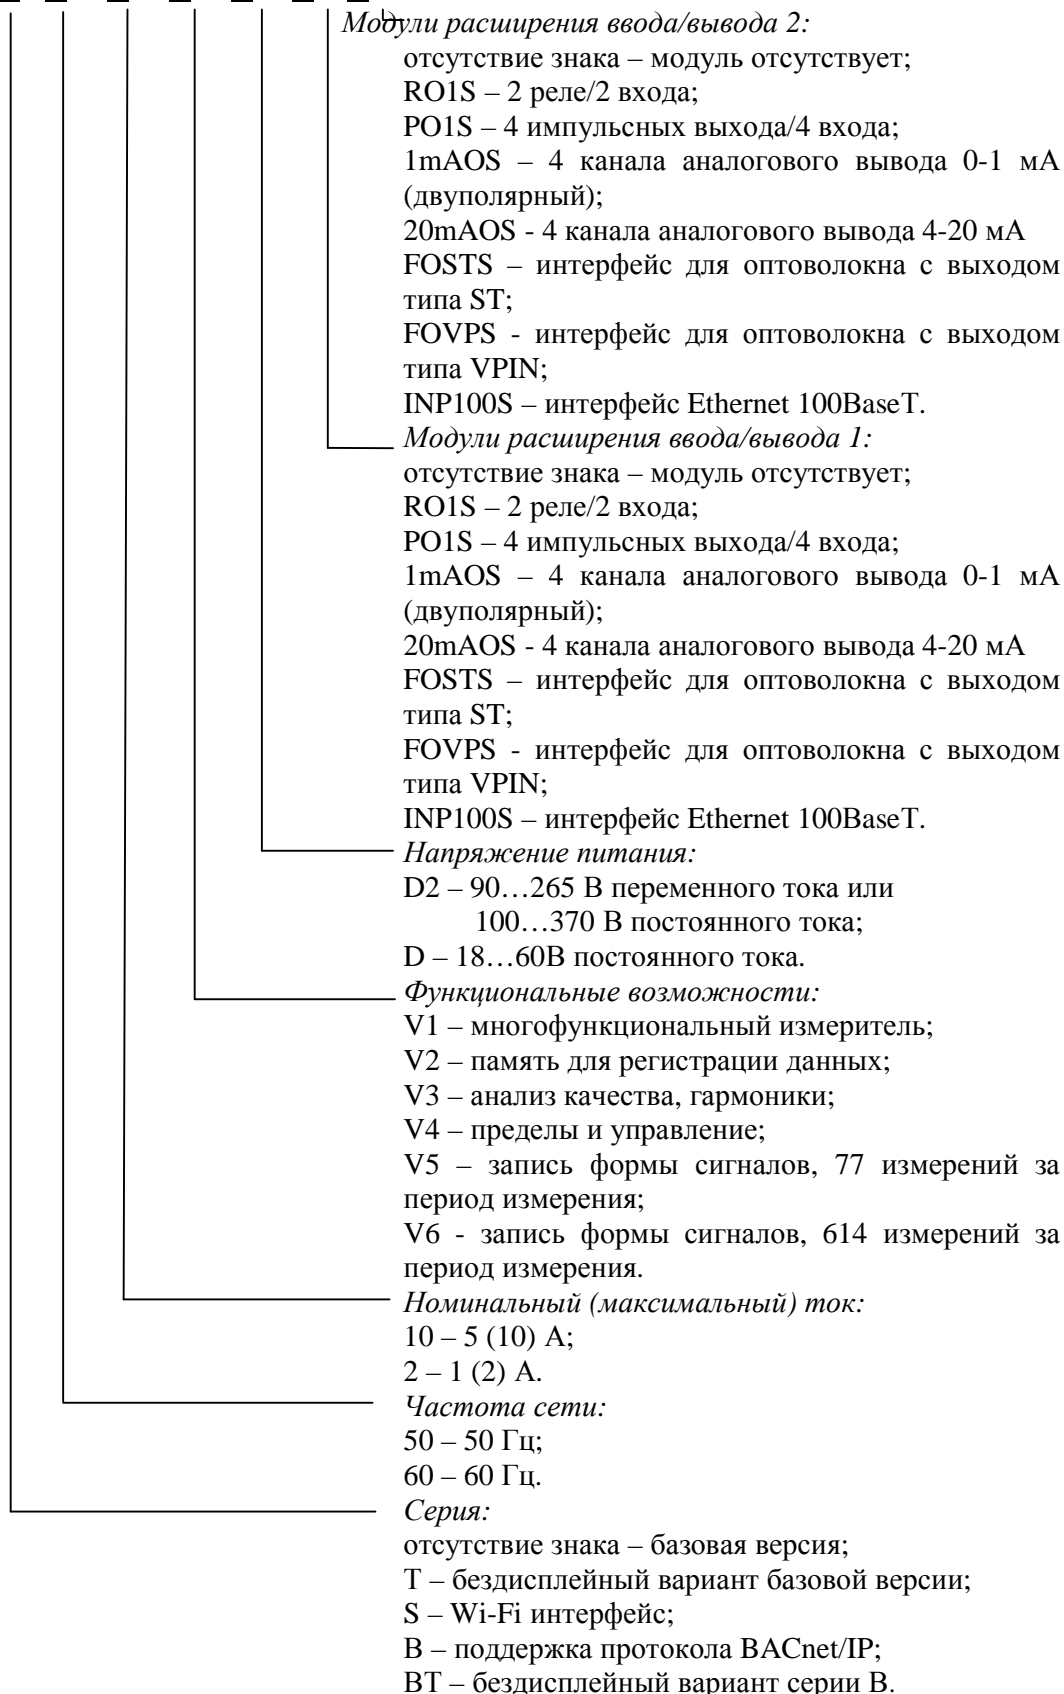 Модули расширения ввода/вывода 2:
отсутствие знака – модуль отсутствует;
RO1S – 2 реле/2 входа;
PO1S – 4 импульсных выхода/4 входа;
1mAOS – 4 канала аналогового вывода 0-1 мА
(двуполярный);
20mAOS - 4 канала аналогового вывода 4-20 мА
FOSTS – интерфейс для оптоволокна с выходом
типа ST;
FOVPS - интерфейс для оптоволокна с выходом
типа VPIN;
INP100S – интерфейс Ethernet 100BaseT.
Модули расширения ввода/вывода 1:
отсутствие знака – модуль отсутствует;
RO1S – 2 реле/2 входа;
PO1S – 4 импульсных выхода/4 входа;
1mAOS – 4 канала аналогового вывода 0-1 мА
(двуполярный);
20mAOS - 4 канала аналогового вывода 4-20 мА
FOSTS – интерфейс для оптоволокна с выходом
типа ST;
FOVPS - интерфейс для оптоволокна с выходом
типа VPIN;
INP100S – интерфейс Ethernet 100BaseT.
Напряжение питания:
D2 – 90…265 В переменного тока или
100…370 В постоянного тока;
D – 18…60В постоянного тока.
Функциональные возможности:
V1 – многофункциональный измеритель;
V2 – память для регистрации данных;
V3 – анализ качества, гармоники;
V4 – пределы и управление;
V5 – запись формы сигналов, 77 измерений за
период измерения;
V6 - запись формы сигналов, 614 измерений за
период измерения.
Номинальный (максимальный) ток:
10 – 5 (10) А;
2 – 1 (2) А.
Частота сети:
50 – 50 Гц;
60 – 60 Гц.
Серия:
отсутствие знака – базовая версия;
T – бездисплейный вариант базовой версии;
S – Wi-Fi интерфейс;
B – поддержка протокола BACnet/IP;
BT – бездисплейный вариант серии B.